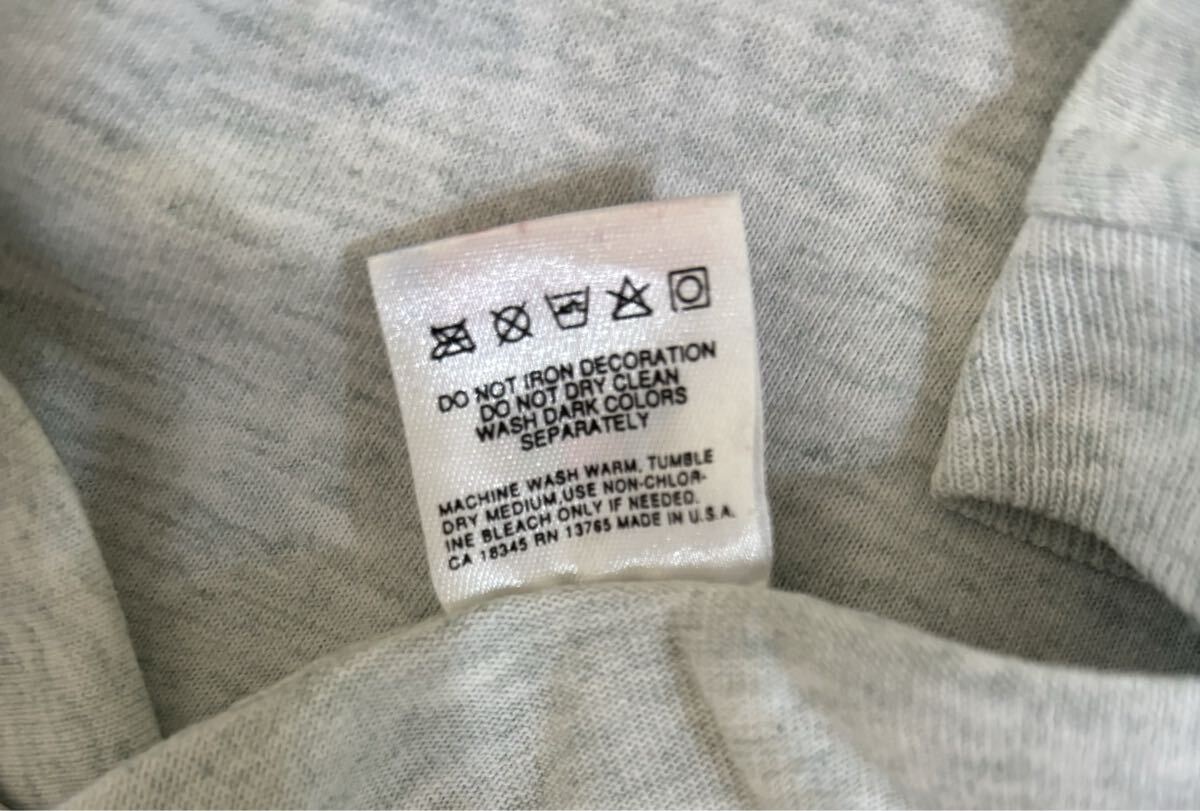 DO NOT IRON DECORATION
DO NOT DRY CLEAN
WASH DARK COLORS
SEPARATELY
MACHINE WASH WARM, TUMBLE
DRY MEDIUM, USE NON-CHLOR-
INE BLEACH ONLY IF NEEDED.
CA 18345 RN 13765 MADE IN U.S.A.